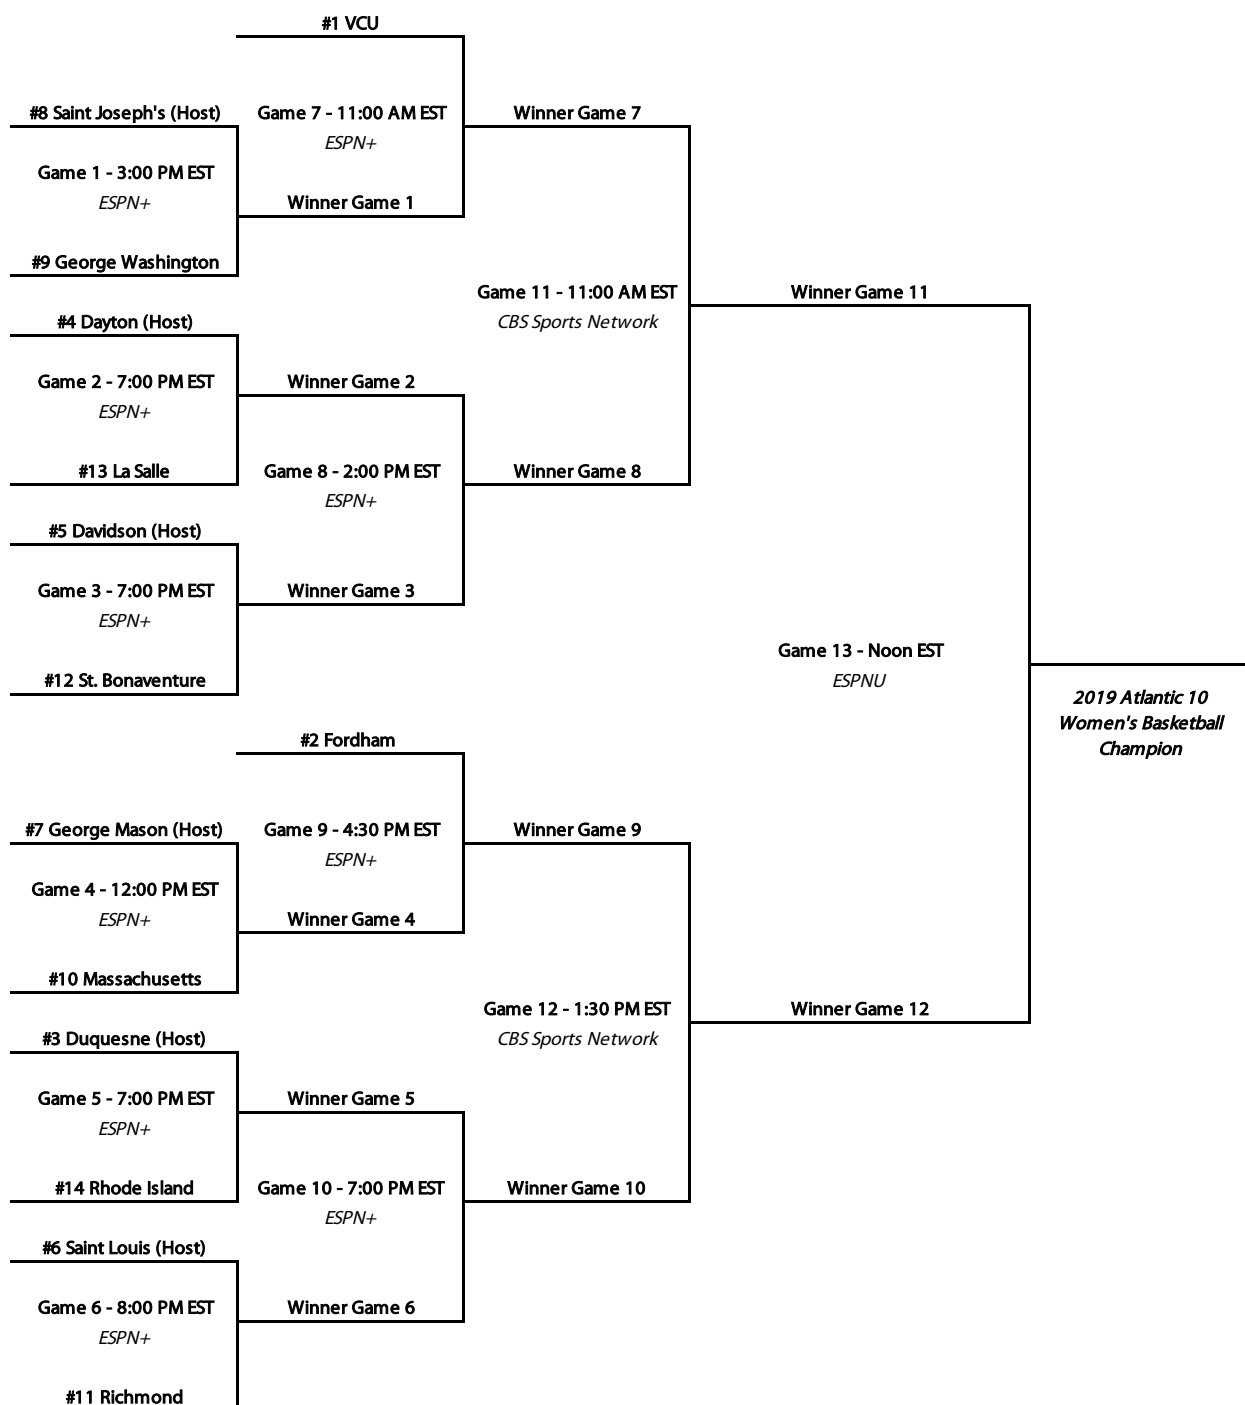 #1 VCU
#8 Saint Joseph's (Host)
Game 7 - 11:00 AM EST
Winner Game 7
ESPN+
Game 1 - 3:00 PM EST
ESPN+
Winner Game 1
#9 George Washington
Game 11 - 11:00 AM EST
Winner Game 11
#4 Dayton (Host)
CBS Sports Network
Game 2 - 7:00 PM EST
Winner Game 2
ESPN+
#13 La Salle
Game 8 - 2:00 PM EST
Winner Game 8
ESPN+
#5 Davidson (Host)
Game 3 - 7:00 PM EST
Winner Game 3
ESPN+
Game 13 - Noon EST
#12 St. Bonaventure
ESPNU
2019 Atlantic 10
Women's Basketball
Champion
#2 Fordham
#7 George Mason (Host)
Game 9 - 4:30 PM EST
Winner Game 9
ESPN+
Game 4 - 12:00 PM EST
ESPN+
Winner Game 4
#10 Massachusetts
Game 12 - 1:30 PM EST
Winner Game 12
#3 Duquesne (Host)
CBS Sports Network
Game 5 - 7:00 PM EST
Winner Game 5
ESPN+
#14 Rhode Island
Game 10 - 7:00 PM EST
Winner Game 10
ESPN+
#6 Saint Louis (Host)
Game 6 - 8:00 PM EST
Winner Game 6
ESPN+
#11 Richmond